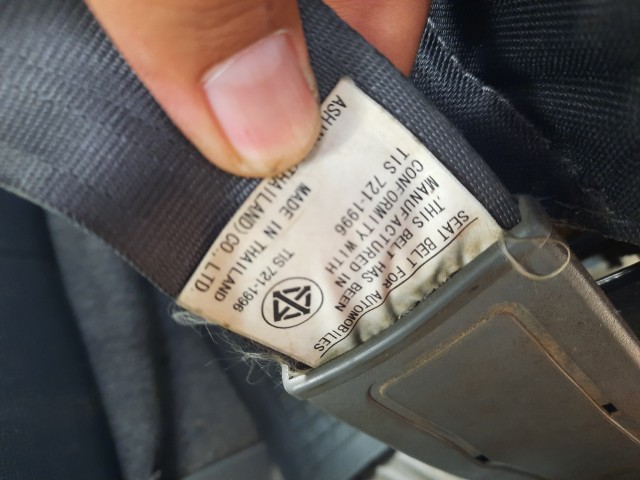 SEAT BELT FOR AUTOMOBILES
.THIS BELT HAS BEEN
MANUFACTURED IN
CONFORMITY WITH
TIS 721-1996
TIS 721-1996
MADE IN THAILAND
(THAILAND) CO., LTD